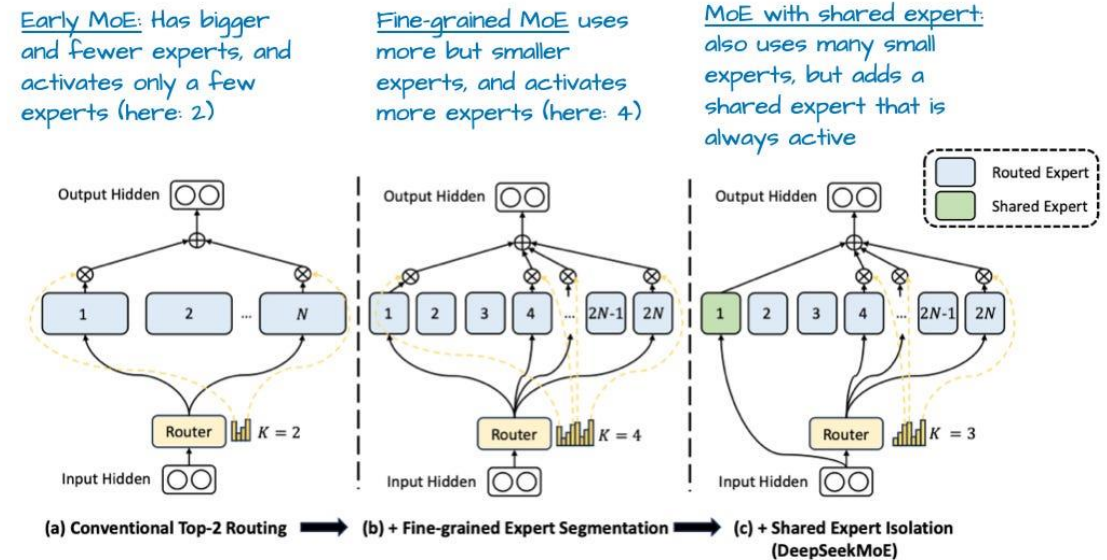 Early MoE: Has bigger
and fewer experts, and
activates only a few
experts (here: 2)
Fine-grained MoE uses
more but smaller
experts, and activates
more experts (here: 4)
MoE with shared expert:
also uses many small
experts, but adds a
shared expert that is
always active
Routed Expert
Shared Expert
Output Hidden
1 2 ... N
Router K = 2
Input Hidden
(a) Conventional Top-2 Routing
Output Hidden
1 2 3 4 ... 2N-1 2N
Router K = 4
Input Hidden
(b) + Fine-grained Expert Segmentation
Output Hidden
1 2 3 4 ... 2N-1 2N
Router K = 3
Input Hidden
(c) + Shared Expert Isolation
(DeepSeekMoE)